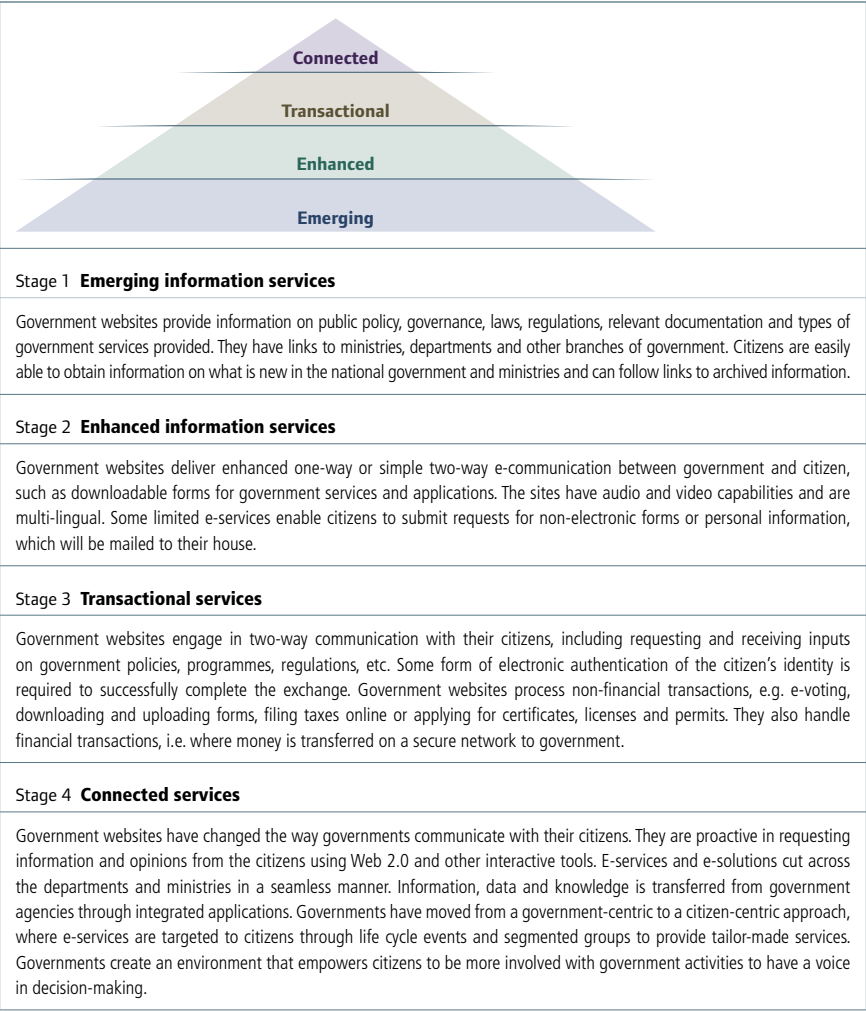 Connected
Transactional
Enhanced
Emerging
Stage 1 Emerging information services
Government websites provide information on public policy, governance, laws, regulations, relevant documentation and types of
government services provided. They have links to ministries, departments and other branches of government. Citizens are easily
able to obtain information on what is new in the national government and ministries and can follow links to archived information.
Stage 2 Enhanced information services
Government websites deliver enhanced one-way or simple two-way e-communication between government and citizen,
such as downloadable forms for government services and applications. The sites have audio and video capabilities and are
multi-lingual. Some limited e-services enable citizens to submit requests for non-electronic forms or personal information,
which will be mailed to their house.
Stage 3 Transactional services
Government websites engage in two-way communication with their citizens, including requesting and receiving inputs
on government policies, programmes, regulations, etc. Some form of electronic authentication of the citizen’s identity is
required to successfully complete the exchange. Government websites process non-financial transactions, e.g. e-voting,
downloading and uploading forms, filing taxes online or applying for certificates, licenses and permits. They also handle
financial transactions, i.e. where money is transferred on a secure network to government.
Stage 4 Connected services
Government websites have changed the way governments communicate with their citizens. They are proactive in requesting
information and opinions from the citizens using Web 2.0 and other interactive tools. E-services and e-solutions cut across
the departments and ministries in a seamless manner. Information, data and knowledge is transferred from government
agencies through integrated applications. Governments have moved from a government-centric to a citizen-centric approach,
where e-services are targeted to citizens through life cycle events and segmented groups to provide tailor-made services.
Governments create an environment that empowers citizens to be more involved with government activities to have a voice
in decision-making.